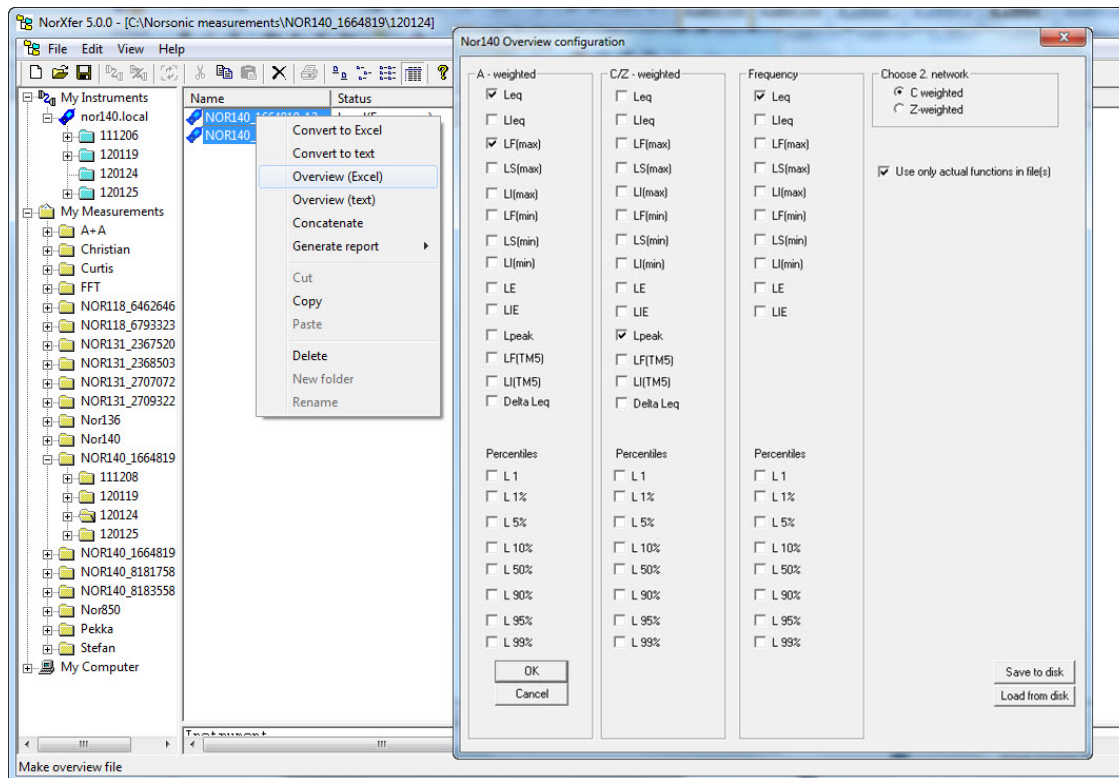 NorXfer 5.0.0 - [C:\Norsonic measurements\NOR140_1664819\120124]
File Edit View Help
My Instruments
nor140.local
111206
120119
120124
120125
My Measurements
A+A
Christian
Curtis
FFT
NOR118_6462646
NOR118_6793323
NOR131_2367520
NOR131_2368503
NOR131_2707072
NOR131_2709322
Nor136
Nor140
NOR140_1664819
111208
120119
120124
120125
NOR140_1664819
NOR140_8181758
NOR140_8183558
Nor850
Pekka
Stefan
My Computer
Name Status
NOR140_1664819
NOR140_
Convert to Excel
Convert to text
Overview (Excel)
Overview (text)
Concatenate
Generate report
Cut
Copy
Paste
Delete
New folder
Rename
Make overview file
Nor140 Overview configuration
A - weighted
Leq
Lleq
LF(max)
LS(max)
LI(max)
LF(min)
LS(min)
LI(min)
LE
LIE
Lpeak
LF(TM5)
LI(TM5)
Delta Leq
Percentiles
L 1
L 1%
L 5%
L 10%
L 50%
L 90%
L 95%
L 99%
OK
Cancel
C/Z - weighted
Leq
Lleq
LF(max)
LS(max)
LI(max)
LF(min)
LS(min)
LI(min)
LE
LIE
Lpeak
LF(TM5)
LI(TM5)
Delta Leq
Percentiles
L 1
L 1%
L 5%
L 10%
L 50%
L 90%
L 95%
L 99%
Frequency
Leq
Lleq
LF(max)
LS(max)
LI(max)
LF(min)
LS(min)
LI(min)
LE
LIE
Percentiles
L 1
L 1%
L 5%
L 10%
L 50%
L 90%
L 95%
L 99%
Choose 2. network
C weighted
Z-weighted
Use only actual functions in file(s)
Save to disk
Load from disk